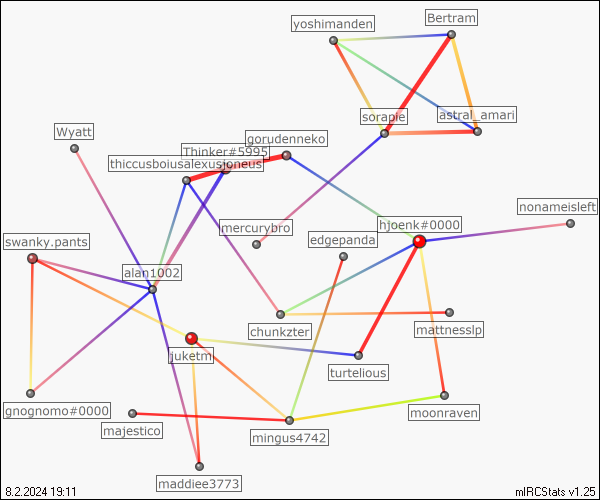 yoshimanden
Bertram
sorapie
astral_amari
Wyatt
gorudenneko
Thinker#5995
thiccusboiusalexusjoneus
nonameisleft
mercurybro
hjoenk#0000
swanky.pants
edgepanda
alan1002
chunkzter
mattnesslp
juketm
turtelious
gnognomo#0000
moonraven
majestico
mingus4742
maddiee3773
8.2.2024 19:11
mIRCStats v1.25